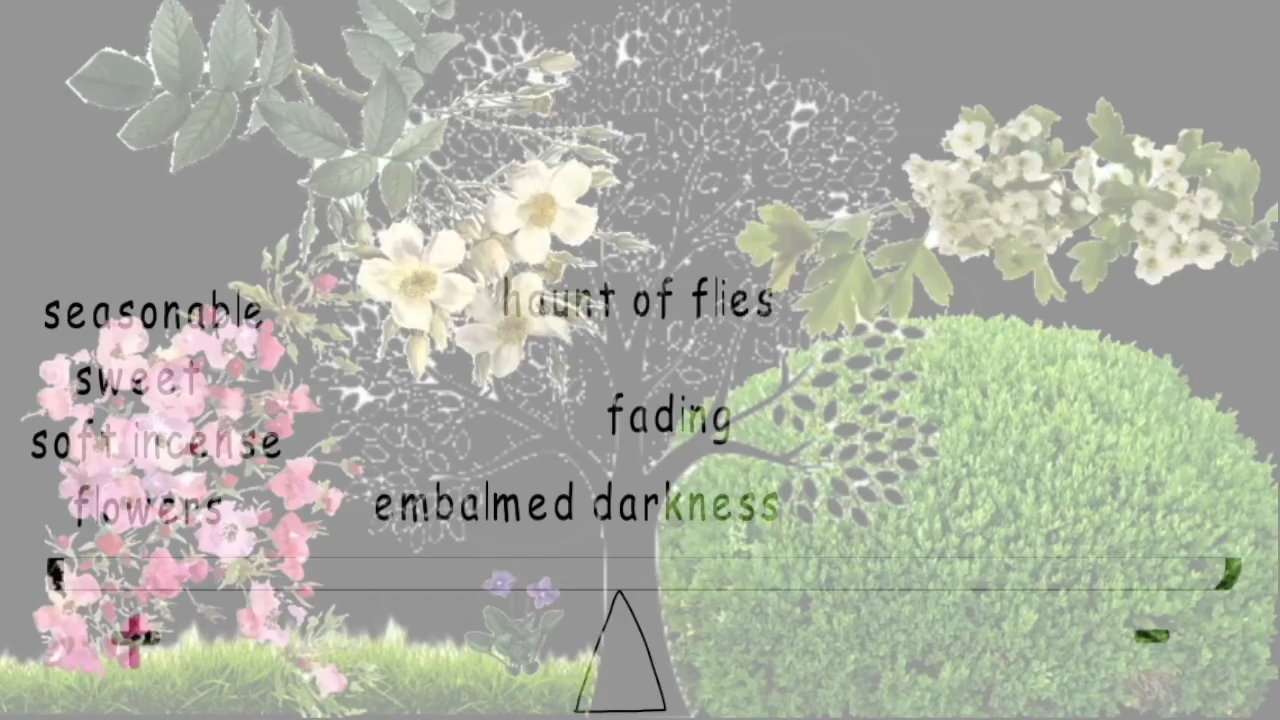 seasonable
sweet
soft incense
flowers
haunt of flies
fading
embalmed darkness
+
-